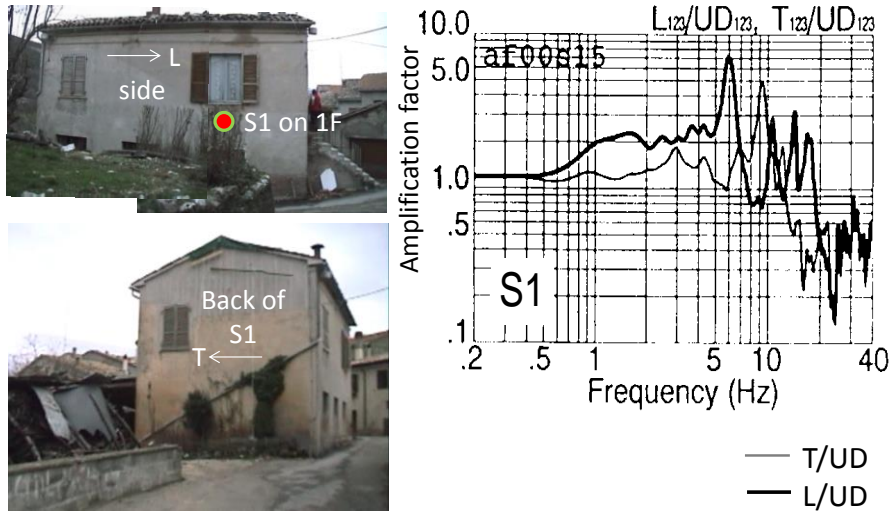 → L
side
S1 on 1F
Back of
S1
T ←
L₁₂₃/UD₁₂₃, T₁₂₃/UD₁₂₃
af00s15
Amplification factor
10.0
5.0
1.0
.5
.1
S1
.2 .5 1 5 10 40
Frequency (Hz)
T/UD
L/UD